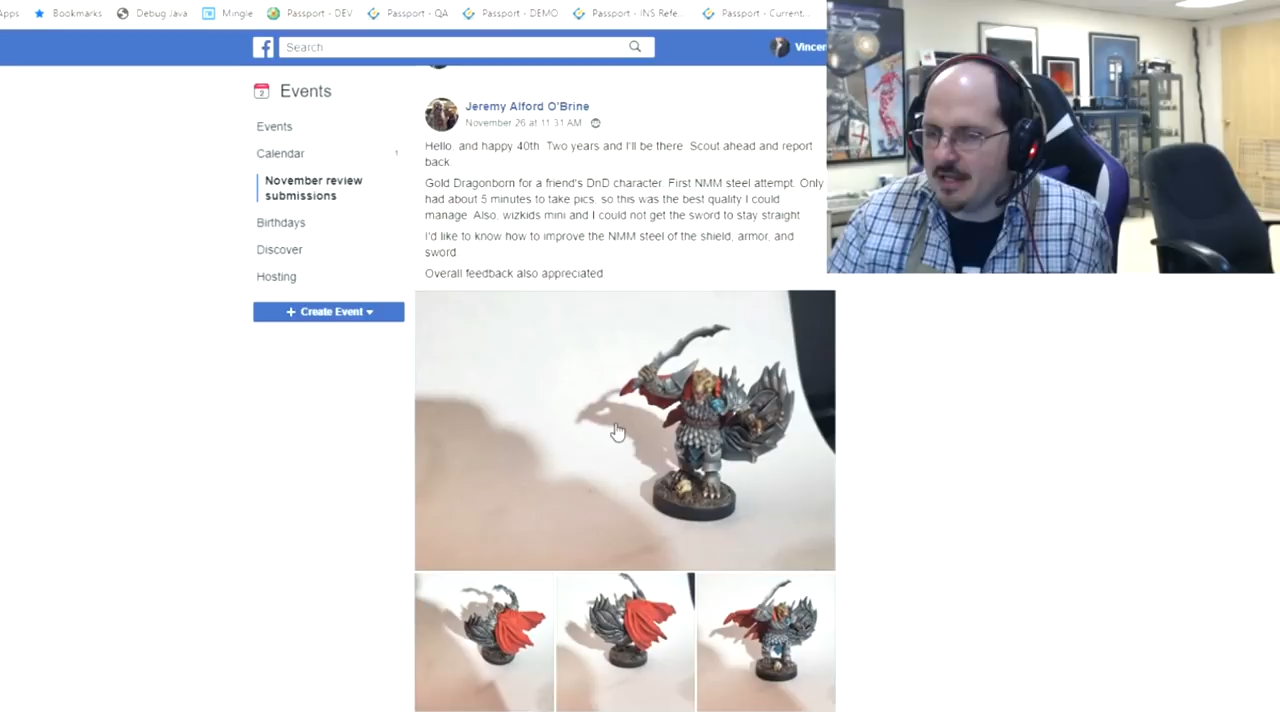 Apps Bookmarks Debug Java Mingle Passport - DEV Passport - QA Passport - DEMO Passport - INS Refe... Passport - Current,...
Search
Vincen
2
Events
Events
Calendar 1
November review
submissions
Birthdays
Discover
Hosting
+ Create Event
Jeremy Alford O'Brine
November 26 at 11:31 AM
Hello, and happy 40th. Two years and I'll be there. Scout ahead and report
back.
Gold Dragonborn for a friend's DnD character. First NMM steel attempt. Only
had about 5 minutes to take pics, so this was the best quality I could
manage. Also, wizkids mini and I could not get the sword to stay straight
I'd like to know how to improve the NMM steel of the shield, armor, and
sword
Overall feedback also appreciated